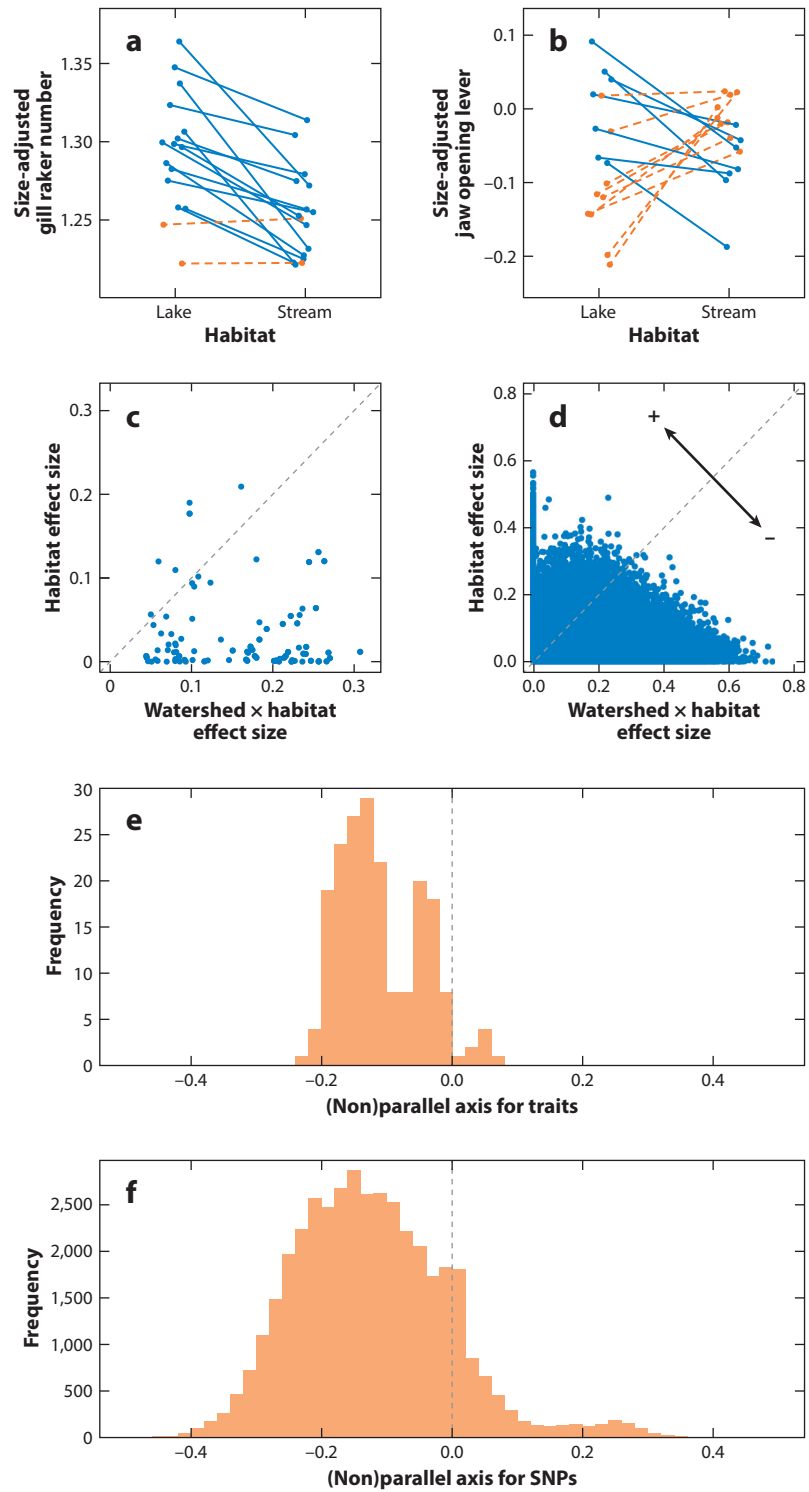 a
Size-adjusted
gill raker number
1.35
1.30
1.25
Lake
Stream
Habitat
b
Size-adjusted
jaw opening lever
0.1
0.0
−0.1
−0.2
Lake
Stream
Habitat
c
Habitat effect size
0.3
0.2
0.1
0
0
0.1
0.2
0.3
Watershed × habitat
effect size
d
+
−
Habitat effect size
0.8
0.6
0.4
0.2
0.0
0.0
0.2
0.4
0.6
0.8
Watershed × habitat
effect size
e
Frequency
30
25
20
15
10
5
0
−0.4
−0.2
0.0
0.2
0.4
(Non)parallel axis for traits
f
Frequency
2,500
2,000
1,500
1,000
500
0
−0.4
−0.2
0.0
0.2
0.4
(Non)parallel axis for SNPs